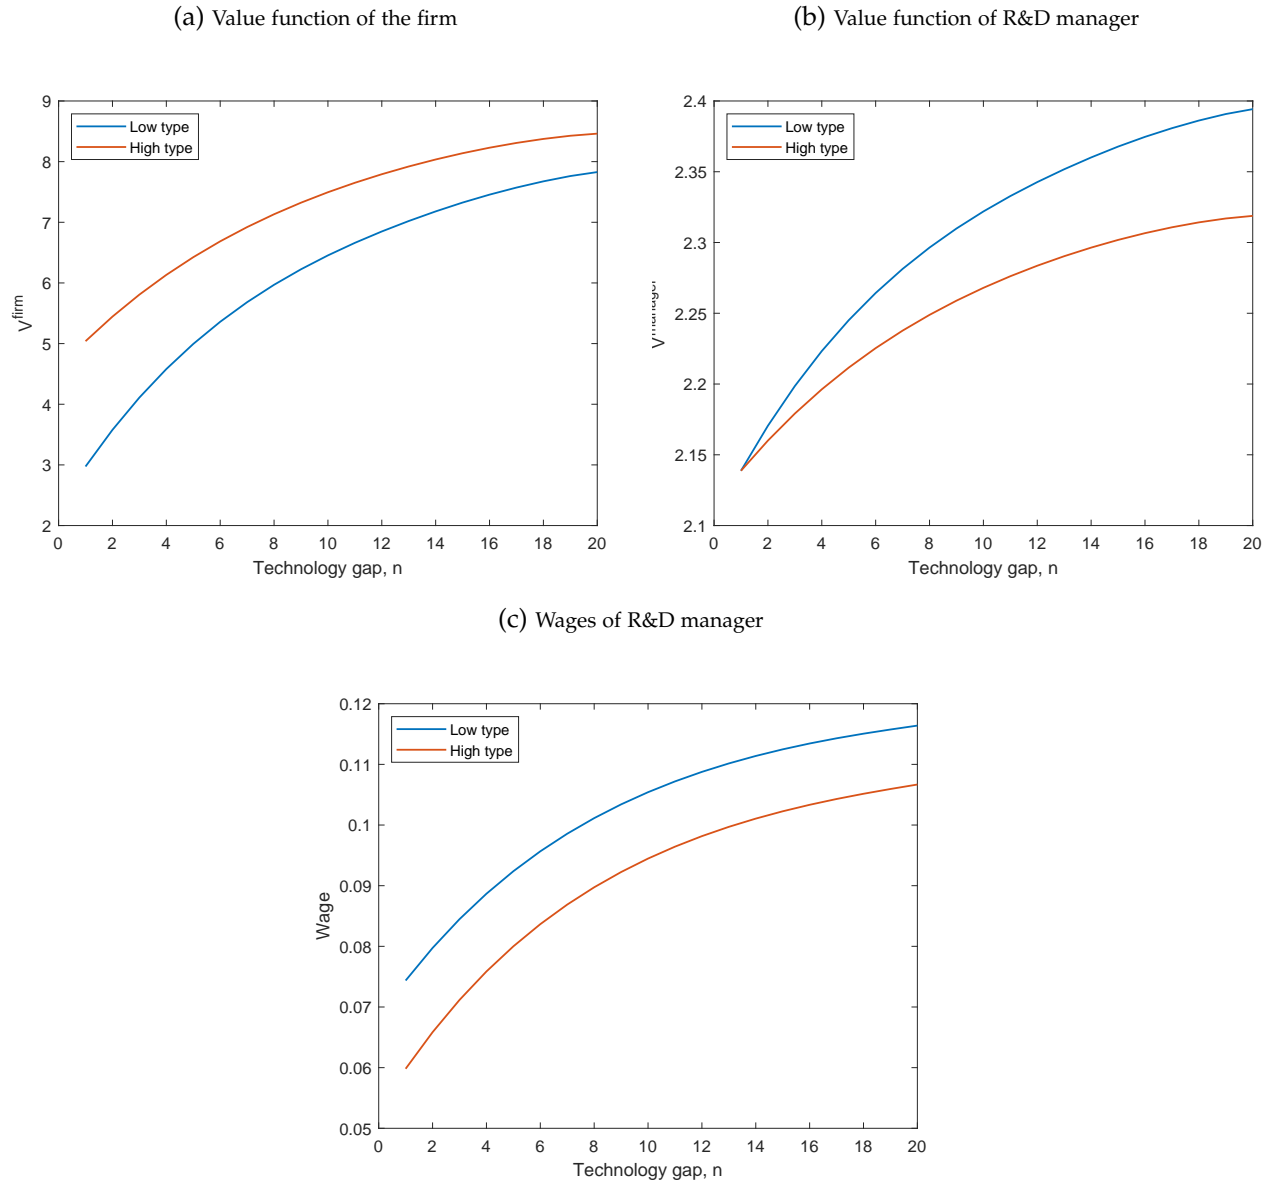 (a) Value function of the firm
(b) Value function of R&D manager
9
8
7
6
5
4
3
2
V^firm
Low type
High type
0 2 4 6 8 10 12 14 16 18 20
Technology gap, n
2.4
2.35
2.3
2.25
2.2
2.15
2.1
V^manager
Low type
High type
0 2 4 6 8 10 12 14 16 18 20
Technology gap, n
(c) Wages of R&D manager
0.12
0.11
0.1
0.09
0.08
0.07
0.06
0.05
Wage
Low type
High type
0 2 4 6 8 10 12 14 16 18 20
Technology gap, n